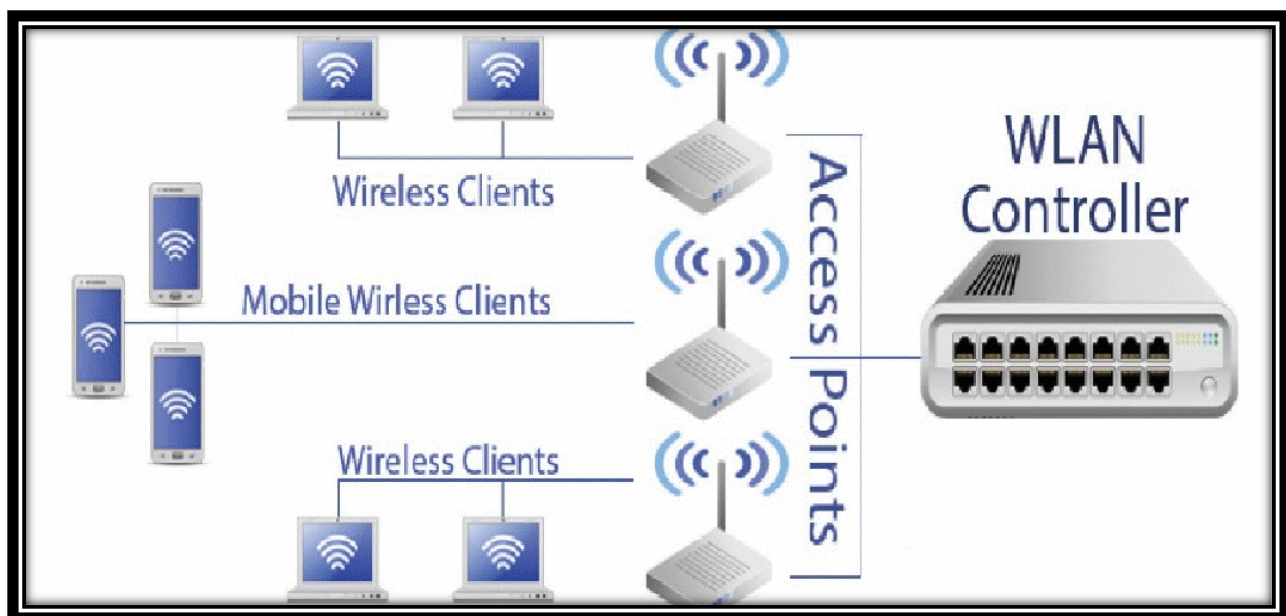 WLAN
Controller
Wireless Clients
Access Points
Mobile Wirless Clients
Wireless Clients